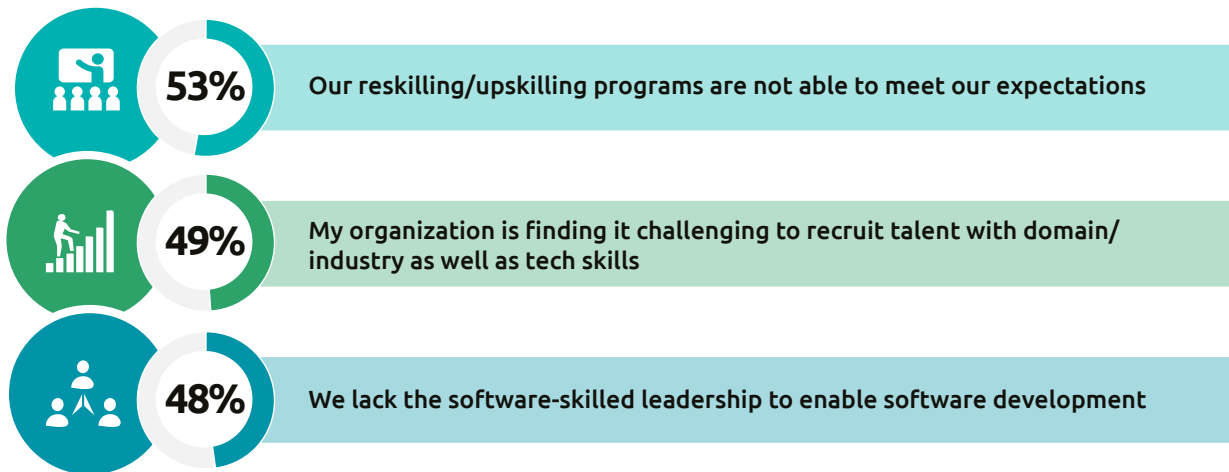 53%
Our reskilling/upskilling programs are not able to meet our expectations
49%
My organization is finding it challenging to recruit talent with domain/
industry as well as tech skills
48%
We lack the software-skilled leadership to enable software development